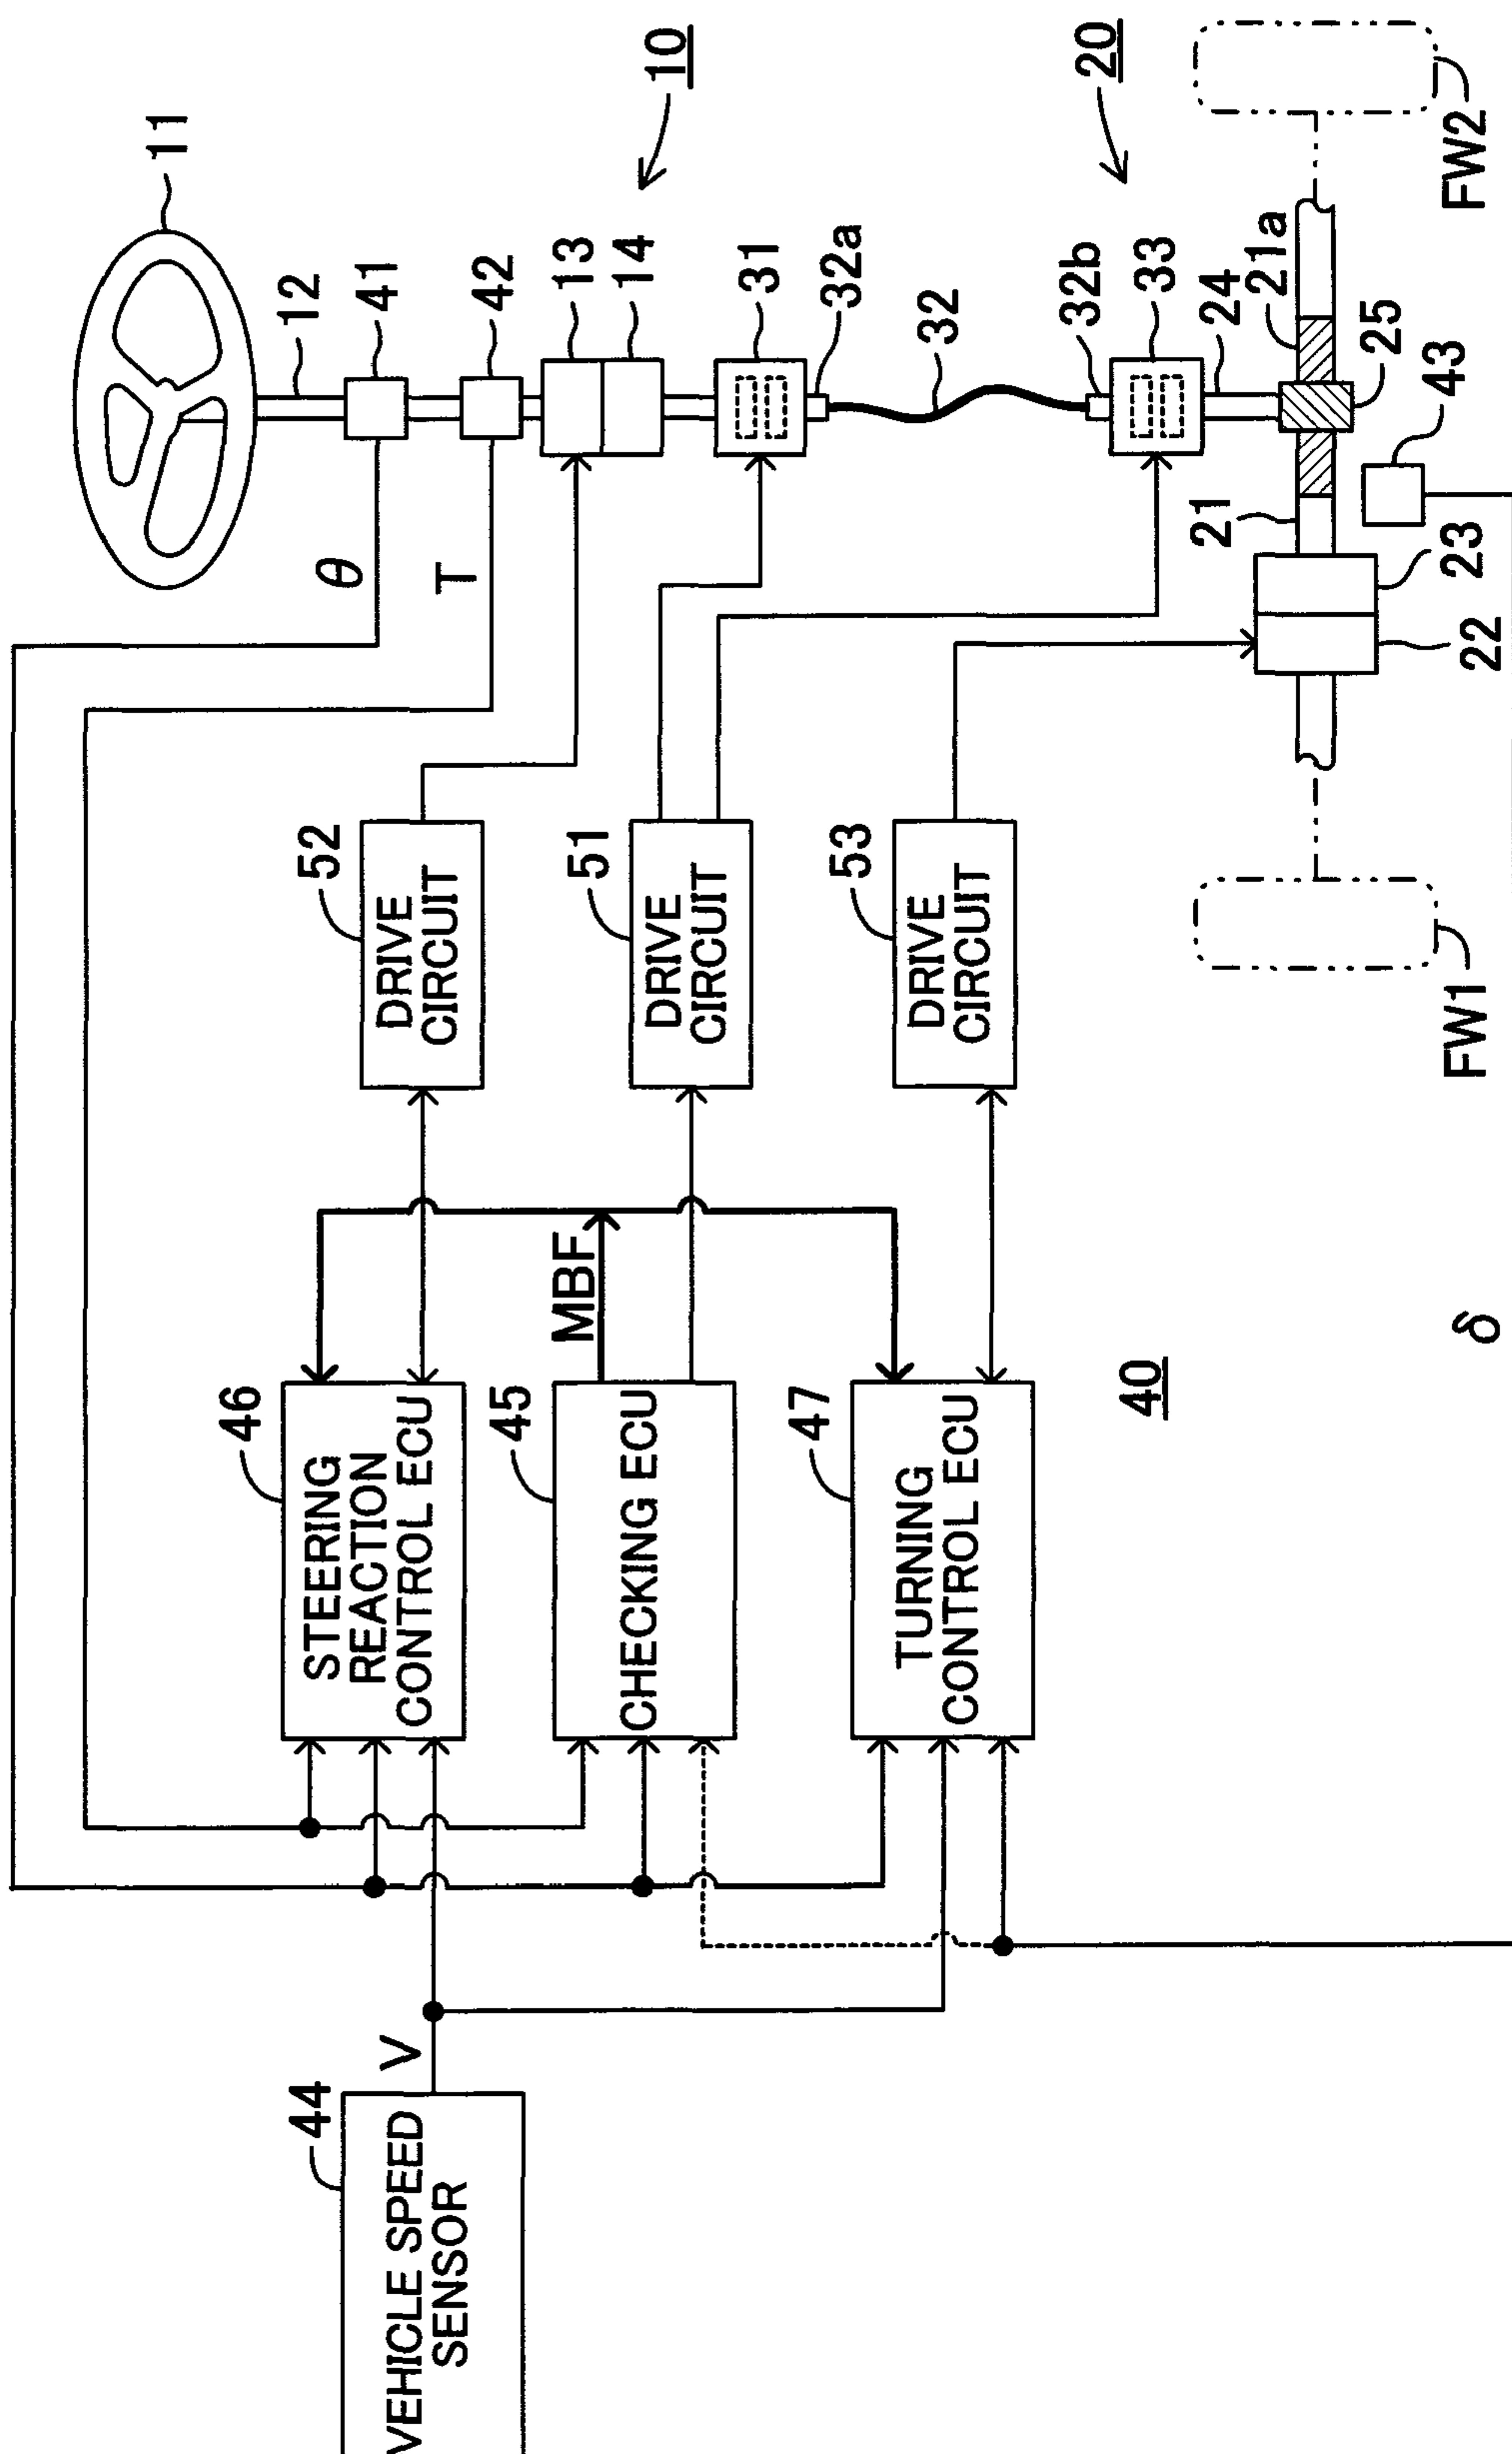 11
10
20
12
41
42
13
14
31
32a
32
32b
33
24
21a
25
43
FW2
θ
T
21
23
22
52
DRIVE
CIRCUIT
51
DRIVE
CIRCUIT
53
DRIVE
CIRCUIT
FW1
MBF
46
STEERING
REACTION
CONTROL ECU
45
CHECKING ECU
47
TURNING
CONTROL ECU
40
δ
V
44
VEHICLE SPEED
SENSOR